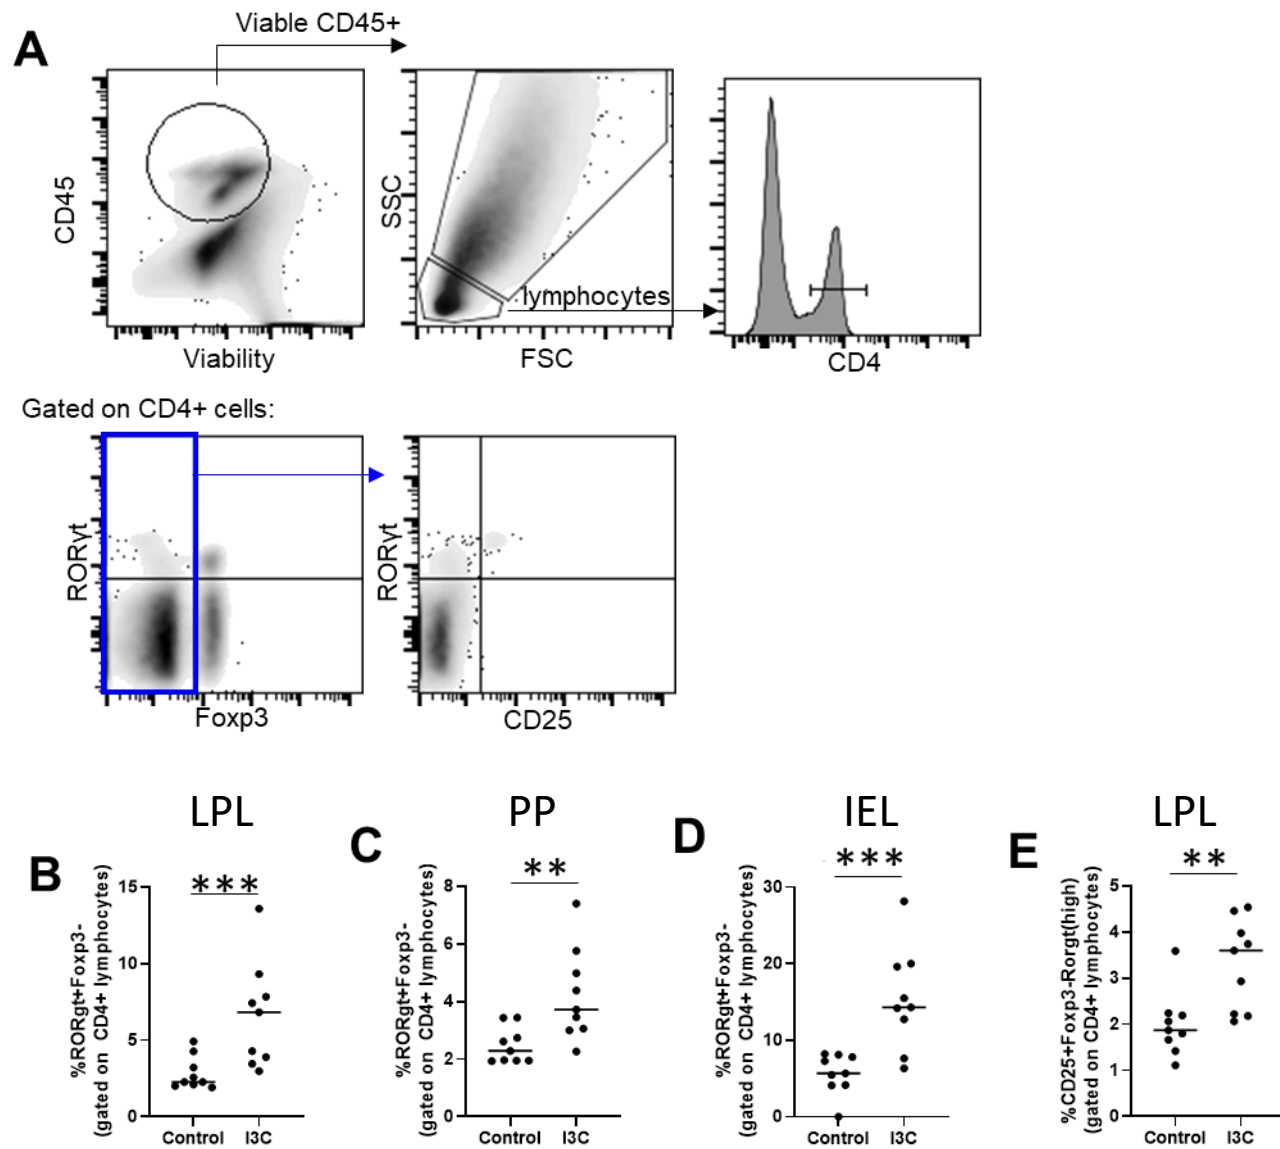 A
Viable CD45+
CD45
Viability
SSC
FSC
lymphocytes
CD4
Gated on CD4+ cells:
RORγt
Foxp3
RORγt
CD25
LPL
PP
IEL
LPL
B
%RORgt+Foxp3-
(gated on CD4+ lymphocytes)
***
15
10
5
0
Control I3C
C
%RORgt+Foxp3-
(gated on CD4+ lymphocytes)
**
8
6
4
2
0
Control I3C
D
%RORgt+Foxp3-
(gated on CD4+ lymphocytes)
***
30
20
10
0
Control I3C
E
%CD25+Foxp3-Rorgt(high)
(gated on CD4+ lymphocytes)
**
5
4
3
2
1
0
Control I3C